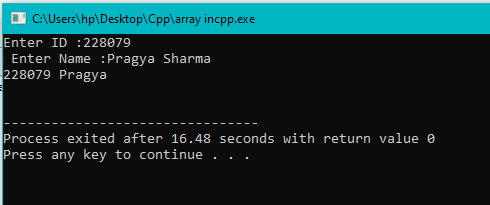 C:\Users\hp\Desktop\Cpp\array incpp.exe
Enter ID :228079
 Enter Name :Pragya Sharma
228079 Pragya
--------------------------------
Process exited after 16.48 seconds with return value 0
Press any key to continue . . .